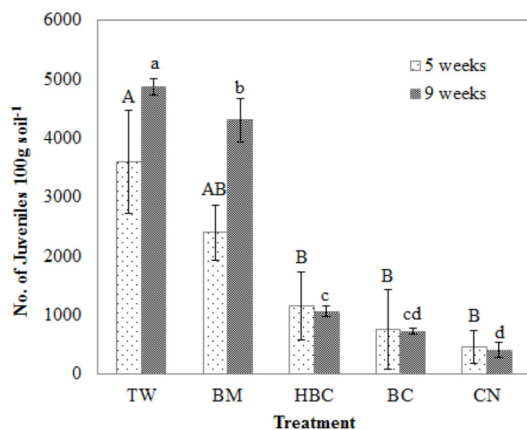 6000
5000
4000
3000
2000
1000
0
No. of Juveniles 100g soil-1
5 weeks
9 weeks
A
a
AB
b
B
c
B
cd
B
d
TW
BM
HBC
BC
CN
Treatment